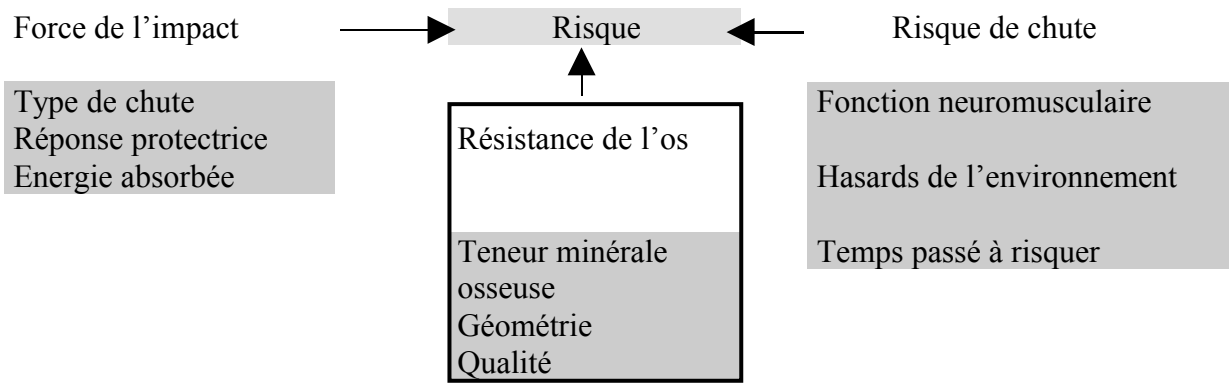 Force de l’impact
Risque
Risque de chute
Type de chute
Réponse protectrice
Energie absorbée
Résistance de l’os
Teneur minérale
osseuse
Géométrie
Qualité
Fonction neuromusculaire
Hasards de l’environnement
Temps passé à risquer